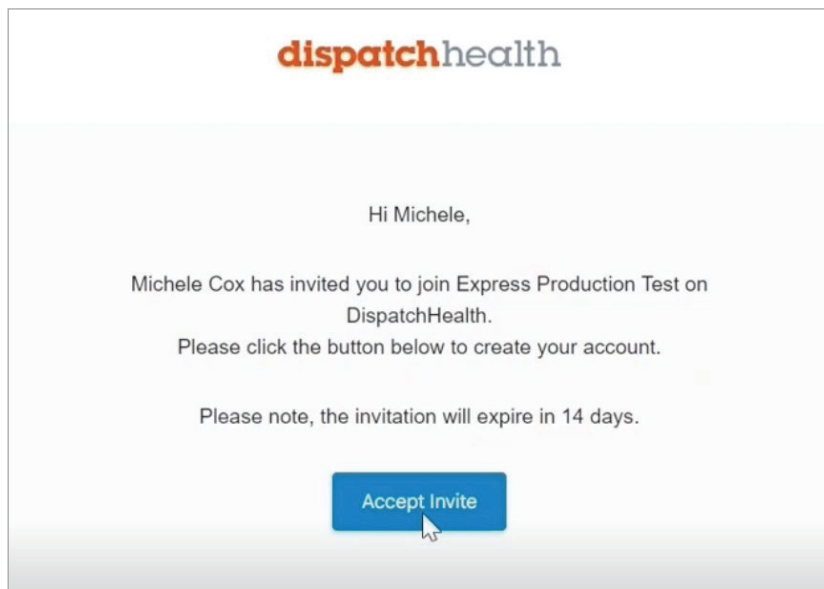 dispatchhealth
Hi Michele,
Michele Cox has invited you to join Express Production Test on
DispatchHealth.
Please click the button below to create your account.
Please note, the invitation will expire in 14 days.
Accept Invite